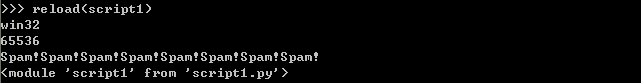 >>> reload(script1)
win32
65536
Spam!Spam!Spam!Spam!Spam!Spam!Spam!Spam!
<module 'script1' from 'script1.py'>